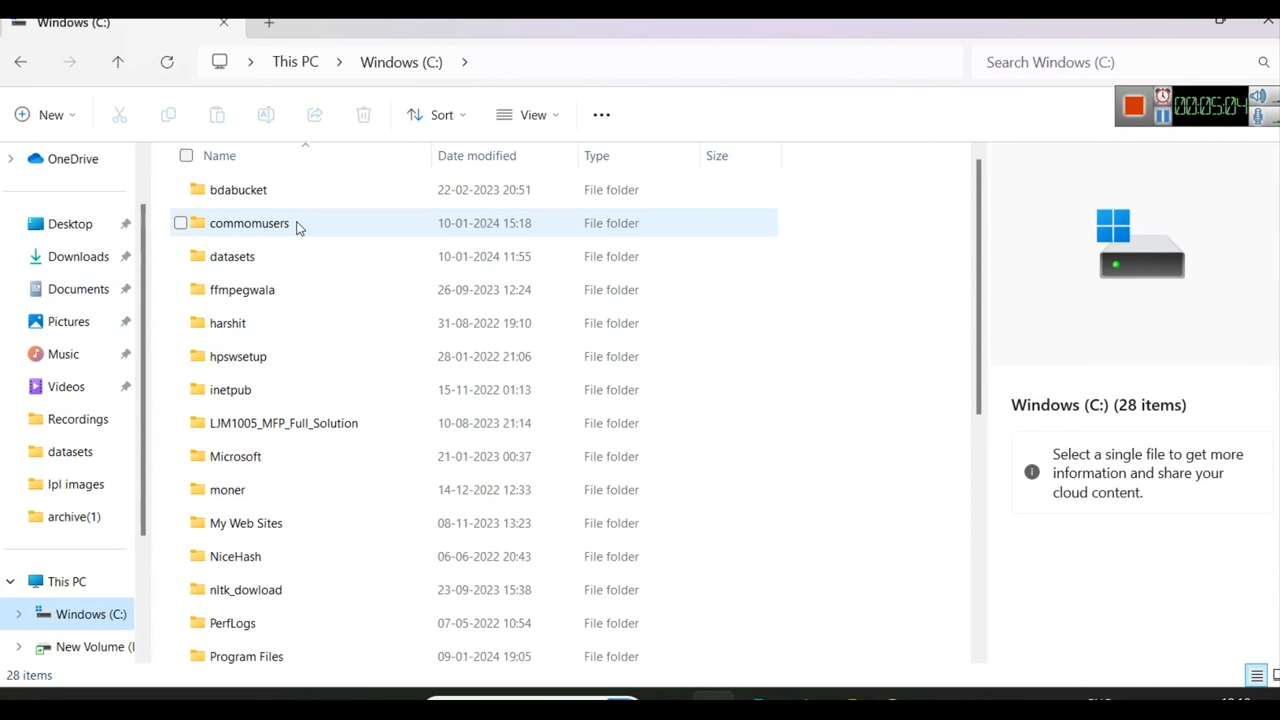 Windows (C:)
This PC > Windows (C:) >
Search Windows (C:)
New
Sort
View
00:05:04
OneDrive
Desktop
Downloads
Documents
Pictures
Music
Videos
Recordings
datasets
Ipl images
archive(1)
This PC
Windows (C:)
New Volume (
Name Date modified Type Size
bdabucket 22-02-2023 20:51 File folder
commomusers 10-01-2024 15:18 File folder
datasets 10-01-2024 11:55 File folder
ffmpegwala 26-09-2023 12:24 File folder
harshit 31-08-2022 19:10 File folder
hpswsetup 28-01-2022 21:06 File folder
inetpub 15-11-2022 01:13 File folder
LJM1005_MFP_Full_Solution 10-08-2023 21:14 File folder
Microsoft 21-01-2023 00:37 File folder
moner 14-12-2022 12:33 File folder
My Web Sites 08-11-2023 13:23 File folder
NiceHash 06-06-2022 20:43 File folder
nltk_dowload 23-09-2023 15:38 File folder
PerfLogs 07-05-2022 10:54 File folder
Program Files 09-01-2024 19:05 File folder
Windows (C:) (28 items)
Select a single file to get more
information and share your
cloud content.
28 items